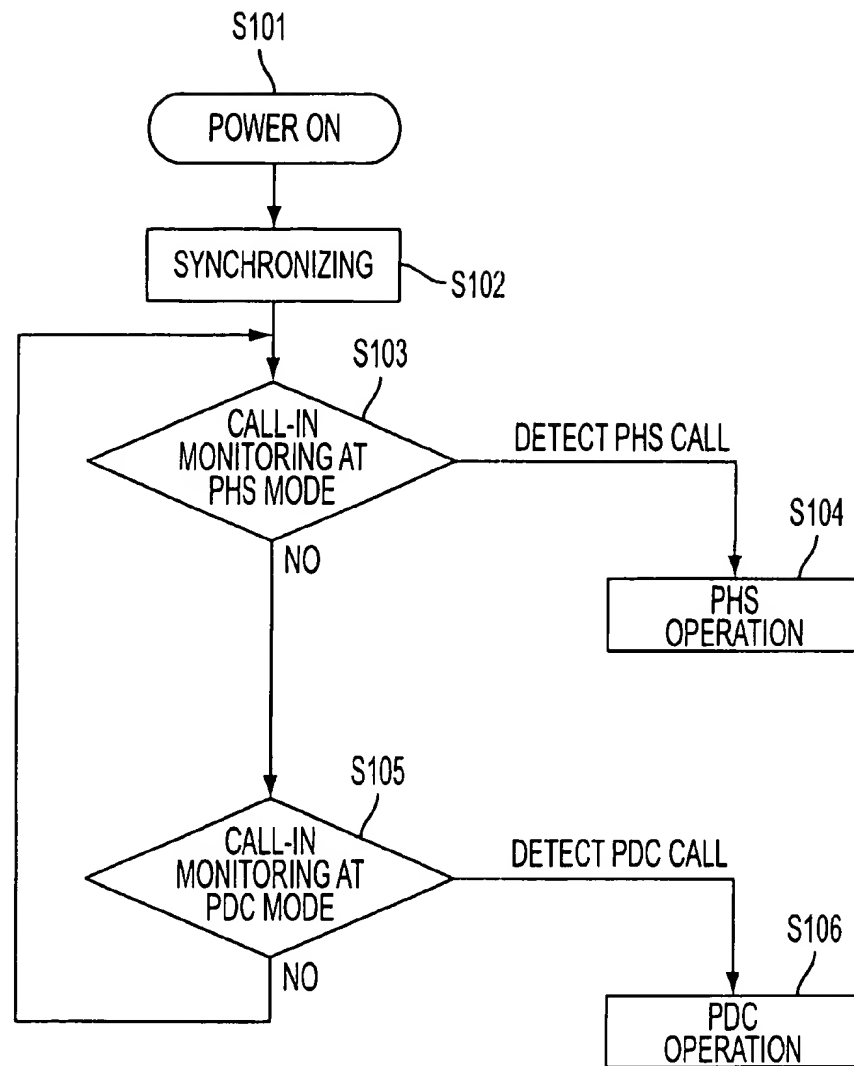 S101
POWER ON
SYNCHRONIZING
S102
S103
CALL-IN
MONITORING AT
PHS MODE
DETECT PHS CALL
NO
S104
PHS
OPERATION
S105
CALL-IN
MONITORING AT
PDC MODE
DETECT PDC CALL
NO
S106
PDC
OPERATION